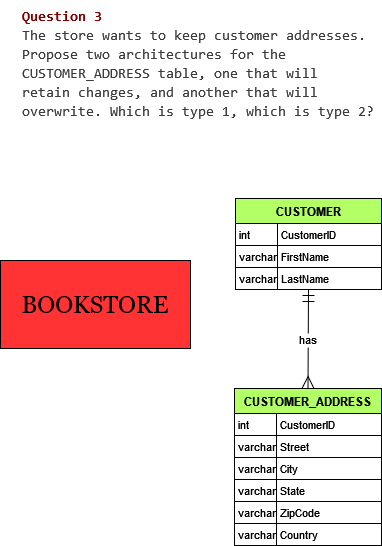 Question 3
The store wants to keep customer addresses.
Propose two architectures for the
CUSTOMER_ADDRESS table, one that will
retain changes, and another that will
overwrite. Which is type 1, which is type 2?
CUSTOMER
int CustomerID
varchar FirstName
varchar LastName
BOOKSTORE
has
CUSTOMER_ADDRESS
int CustomerID
varchar Street
varchar City
varchar State
varchar ZipCode
varchar Country